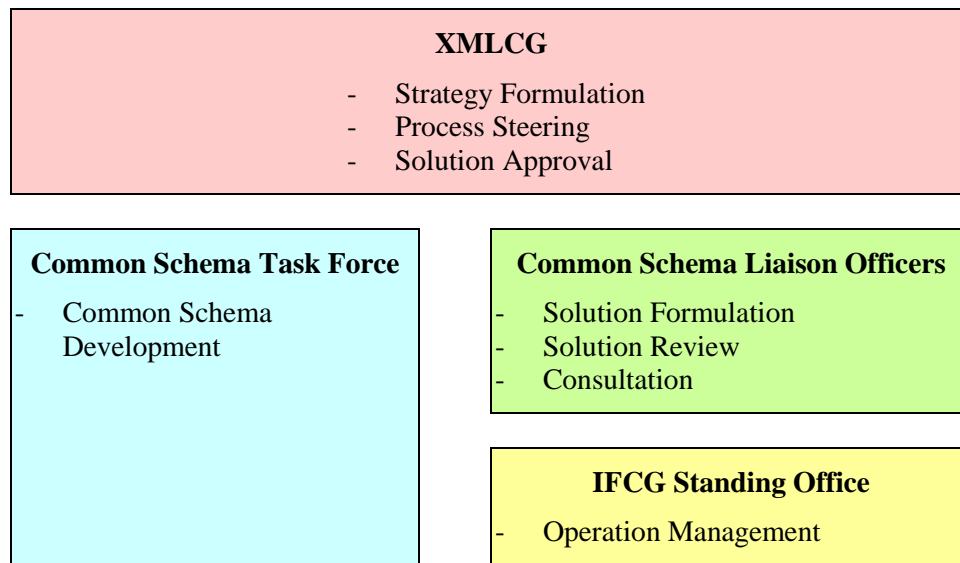 XMLCG
- Strategy Formulation
- Process Steering
- Solution Approval
Common Schema Task Force
- Common Schema
Development
Common Schema Liaison Officers
- Solution Formulation
- Solution Review
- Consultation
IFCG Standing Office
- Operation Management